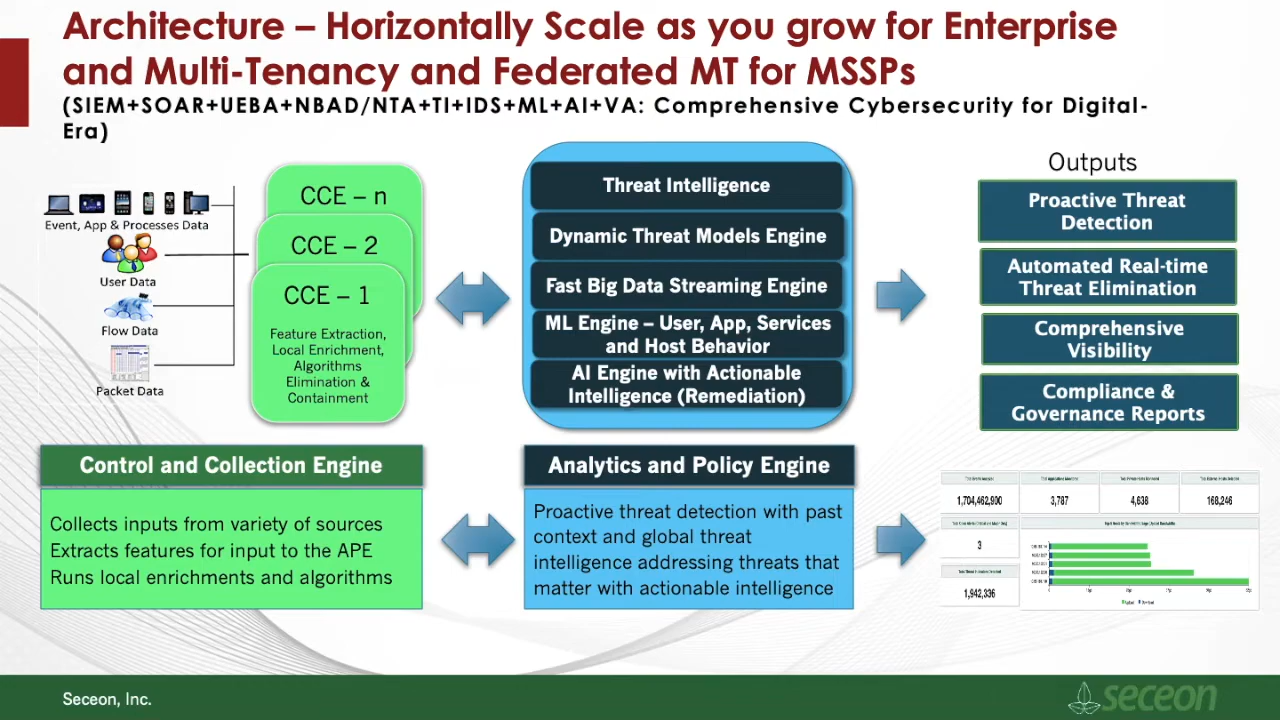 Architecture – Horizontally Scale as you grow for Enterprise
and Multi-Tenancy and Federated MT for MSSPs
(SIEM+SOAR+UEBA+NBAD/NTA+TI+IDS+ML+AI+VA: Comprehensive Cybersecurity for Digital-
Era)
Event, App & Processes Data
User Data
Flow Data
Packet Data
CCE – n
CCE – 2
CCE – 1
Feature Extraction,
Local Enrichment,
Algorithms
Elimination &
Containment
Threat Intelligence
Dynamic Threat Models Engine
Fast Big Data Streaming Engine
ML Engine – User, App, Services
and Host Behavior
AI Engine with Actionable
Intelligence (Remediation)
Outputs
Proactive Threat
Detection
Automated Real-time
Threat Elimination
Comprehensive
Visibility
Compliance &
Governance Reports
Control and Collection Engine
Collects inputs from variety of sources
Extracts features for input to the APE
Runs local enrichments and algorithms
Analytics and Policy Engine
Proactive threat detection with past
context and global threat
intelligence addressing threats that
matter with actionable intelligence
1,704,462,900
3,787
4,638
168,246
3
1,942,336
Seceon, Inc.
seceon